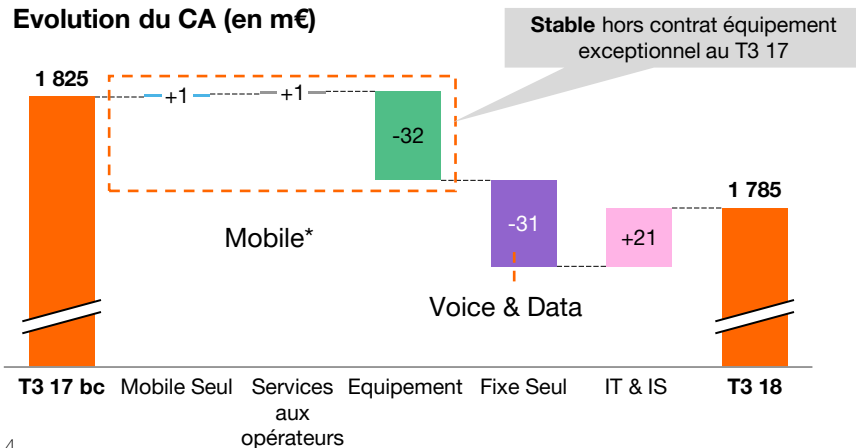 Evolution du CA (en m€)
Stable hors contrat équipement
exceptionnel au T3 17
1 825
+1
+1
-32
-31
+21
1 785
Mobile*
Voice & Data
T3 17 bc
Mobile Seul
Services
aux
opérateurs
Equipement
Fixe Seul
IT & IS
T3 18
4